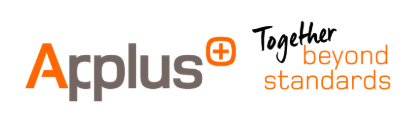 Applus+
Together
beyond
standards